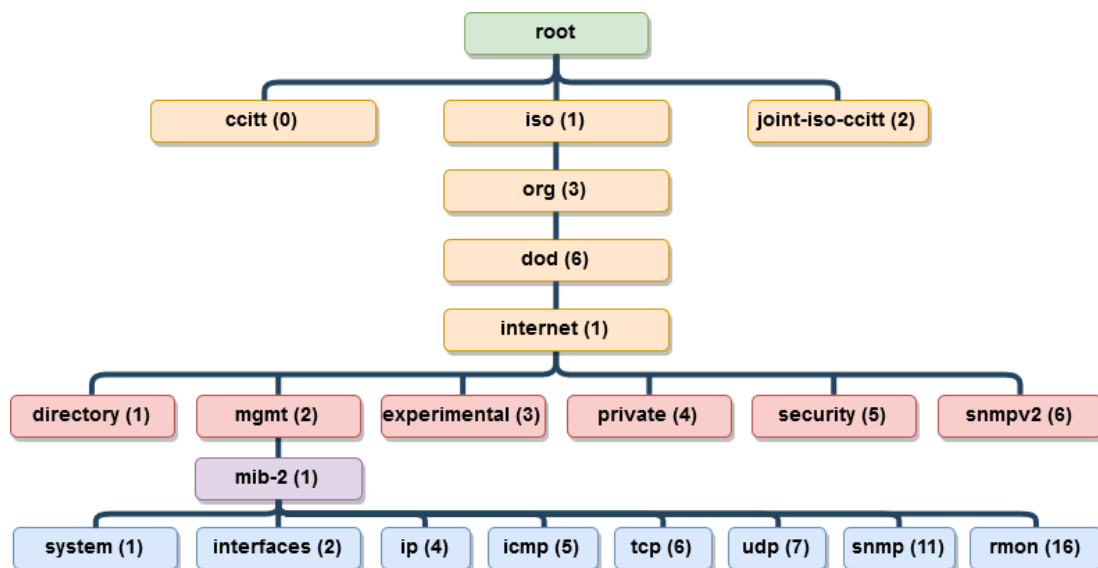 root
ccitt (0)
iso (1)
joint-iso-ccitt (2)
org (3)
dod (6)
internet (1)
directory (1)
mgmt (2)
experimental (3)
private (4)
security (5)
snmpv2 (6)
mib-2 (1)
system (1)
interfaces (2)
ip (4)
icmp (5)
tcp (6)
udp (7)
snmp (11)
rmon (16)